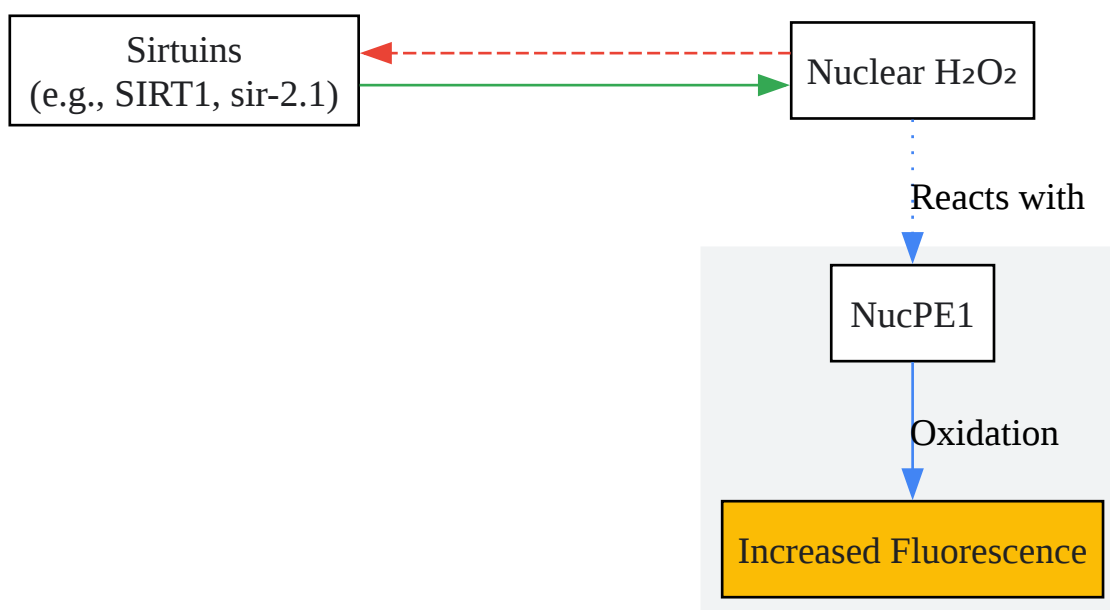 Sirtuins
(e.g., SIRT1, sir-2.1)
Nuclear H₂O₂
Reacts with
NucPE1
Oxidation
Increased Fluorescence